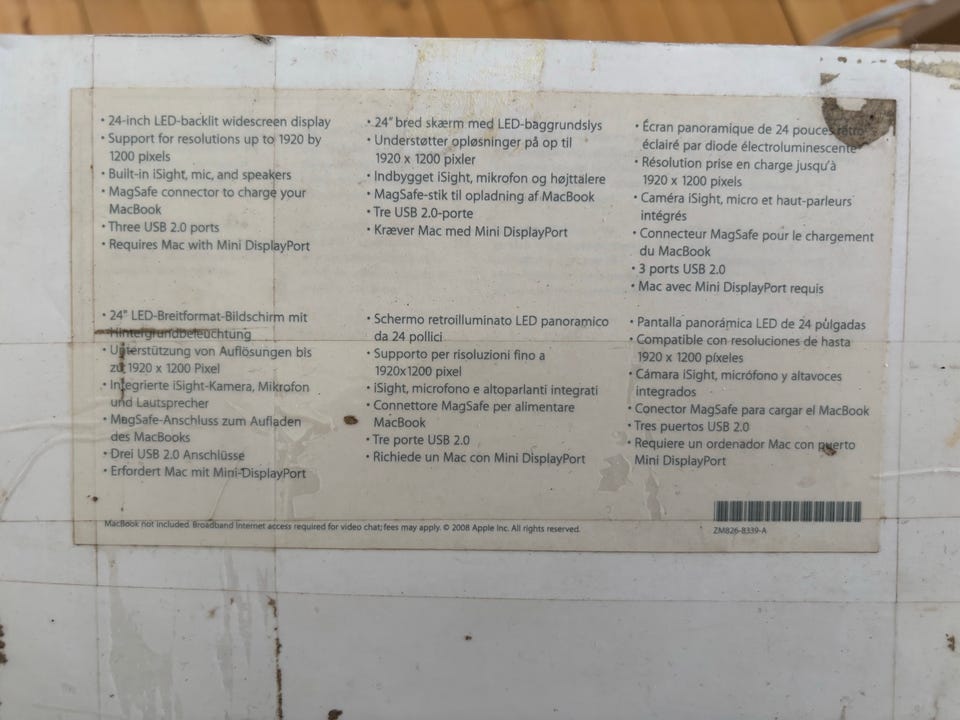 • 24-inch LED-backlit widescreen display
• Support for resolutions up to 1920 by
1200 pixels
• Built-in iSight, mic, and speakers
• MagSafe connector to charge your
MacBook
• Three USB 2.0 ports
• Requires Mac with Mini DisplayPort
• 24" bred skærm med LED-baggrundslys
• Understøtter opløsninger på op til
1920 x 1200 pixler
• Indbygget iSight, mikrofon og højttalere
• MagSafe-stik til opladning af MacBook
• Tre USB 2.0-porte
• Kræver Mac med Mini DisplayPort
• Écran panoramique de 24 pouces rétro
éclairé par diode électroluminescente
• Résolution prise en charge jusqu'à
1920 x 1200 pixels
• Caméra iSight, micro et haut-parleurs
intégrés
• Connecteur MagSafe pour le chargement
du MacBook
• 3 ports USB 2.0
• Mac avec Mini DisplayPort requis
• 24" LED-Breitformat-Bildschirm mit
Hintergrundbeleuchtung
• Unterstützung von Auflösungen bis
zu 1920 x 1200 Pixel
• Integrierte iSight-Kamera, Mikrofon
und Lautsprecher
• MagSafe-Anschluss zum Aufladen
des MacBooks
• Drei USB 2.0 Anschlüsse
• Erfordert Mac mit Mini-DisplayPort
• Schermo retroilluminato LED panoramico
da 24 pollici
• Supporto per risoluzioni fino a
1920x1200 pixel
• iSight, microfono e altoparlanti integrati
• Connettore MagSafe per alimentare
MacBook
• Tre porte USB 2.0
• Richiede un Mac con Mini DisplayPort
• Pantalla panorámica LED de 24 pulgadas
• Compatible con resoluciones de hasta
1920 x 1200 píxeles
• Cámara iSight, micrófono y altavoces
integrados
• Conector MagSafe para cargar el MacBook
• Tres puertos USB 2.0
• Requiere un ordenador Mac con puerto
Mini DisplayPort
MacBook not included. Broadband Internet access required for video chat; fees may apply. © 2008 Apple Inc. All rights reserved.
ZM826-8339-A